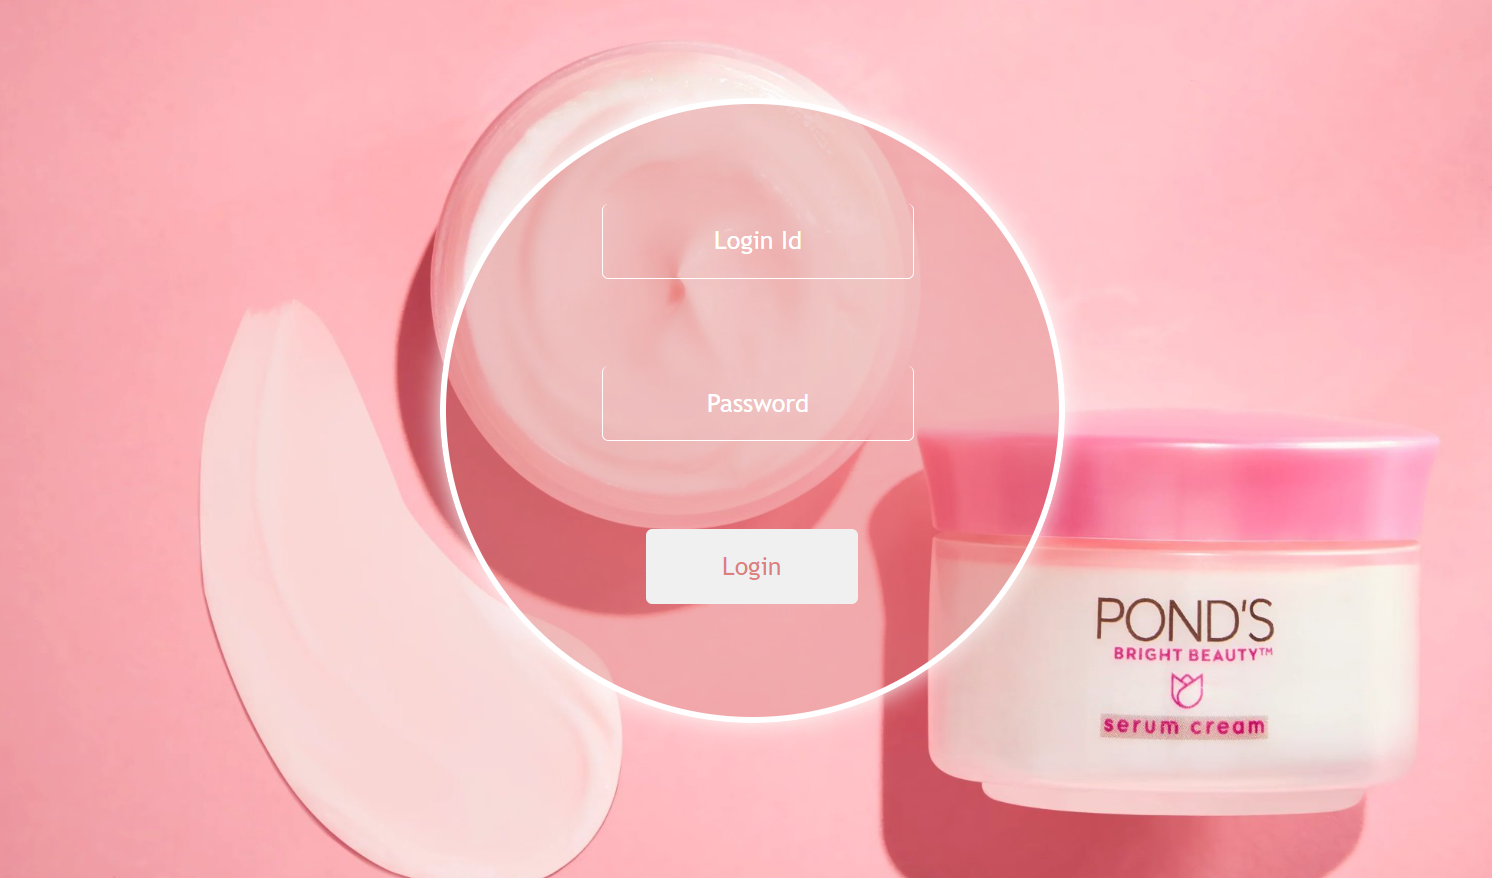 Login Id
Password
Login
POND'S
BRIGHT BEAUTY™
serum cream